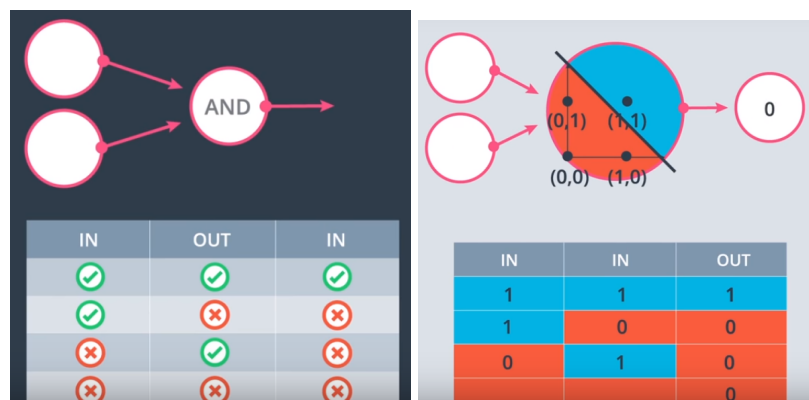 AND
IN OUT IN
0
(0,1) (1,1)
(0,0) (1,0)
IN IN OUT
1 1 1
1 0 0
0 1 0
0